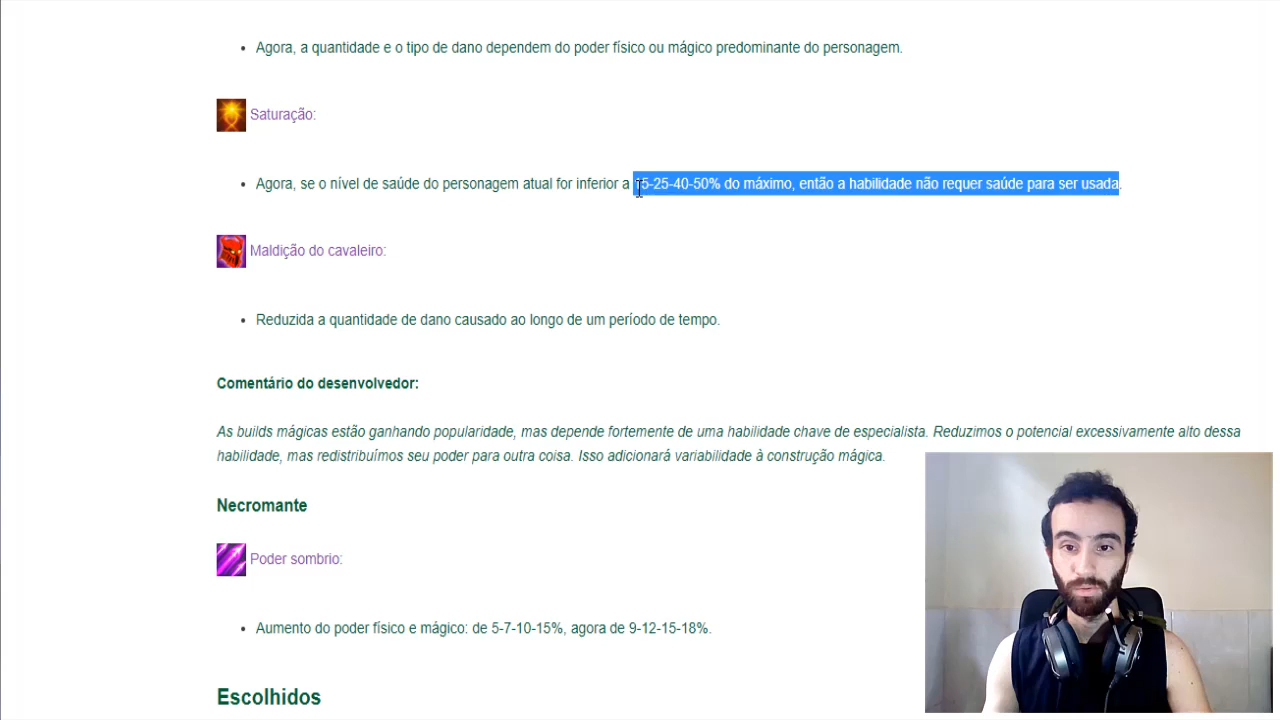 Agora, a quantidade e o tipo de dano dependem do poder físico ou mágico predominante do personagem.
Saturação:
Agora, se o nível de saúde do personagem atual for inferior a 15-25-40-50% do máximo, então a habilidade não requer saúde para ser usada.
Maldição do cavaleiro:
Reduzida a quantidade de dano causado ao longo de um período de tempo.
Comentário do desenvolvedor:
As builds mágicas estão ganhando popularidade, mas depende fortemente de uma habilidade chave de especialista. Reduzimos o potencial excessivamente alto dessa
habilidade, mas redistribuímos seu poder para outra coisa. Isso adicionará variabilidade à construção mágica.
Necromante
Poder sombrio:
Aumento do poder físico e mágico: de 5-7-10-15%, agora de 9-12-15-18%.
Escolhidos